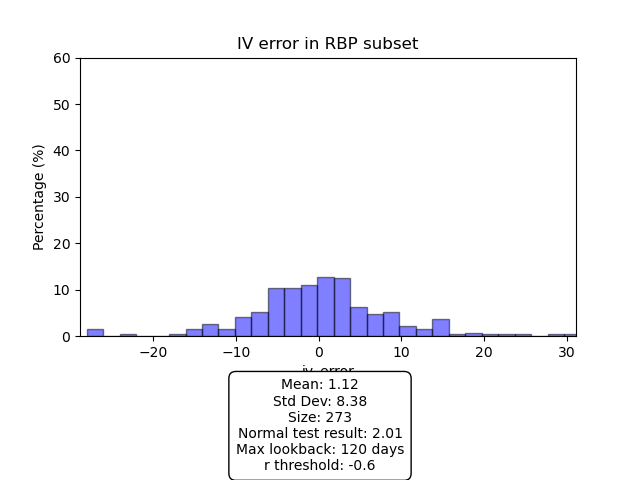 IV error in RBP subset
Percentage (%)
60
50
40
30
20
10
0
−20
−10
0
10
20
30
iv_error
Mean: 1.12
Std Dev: 8.38
Size: 273
Normal test result: 2.01
Max lookback: 120 days
r threshold: -0.6